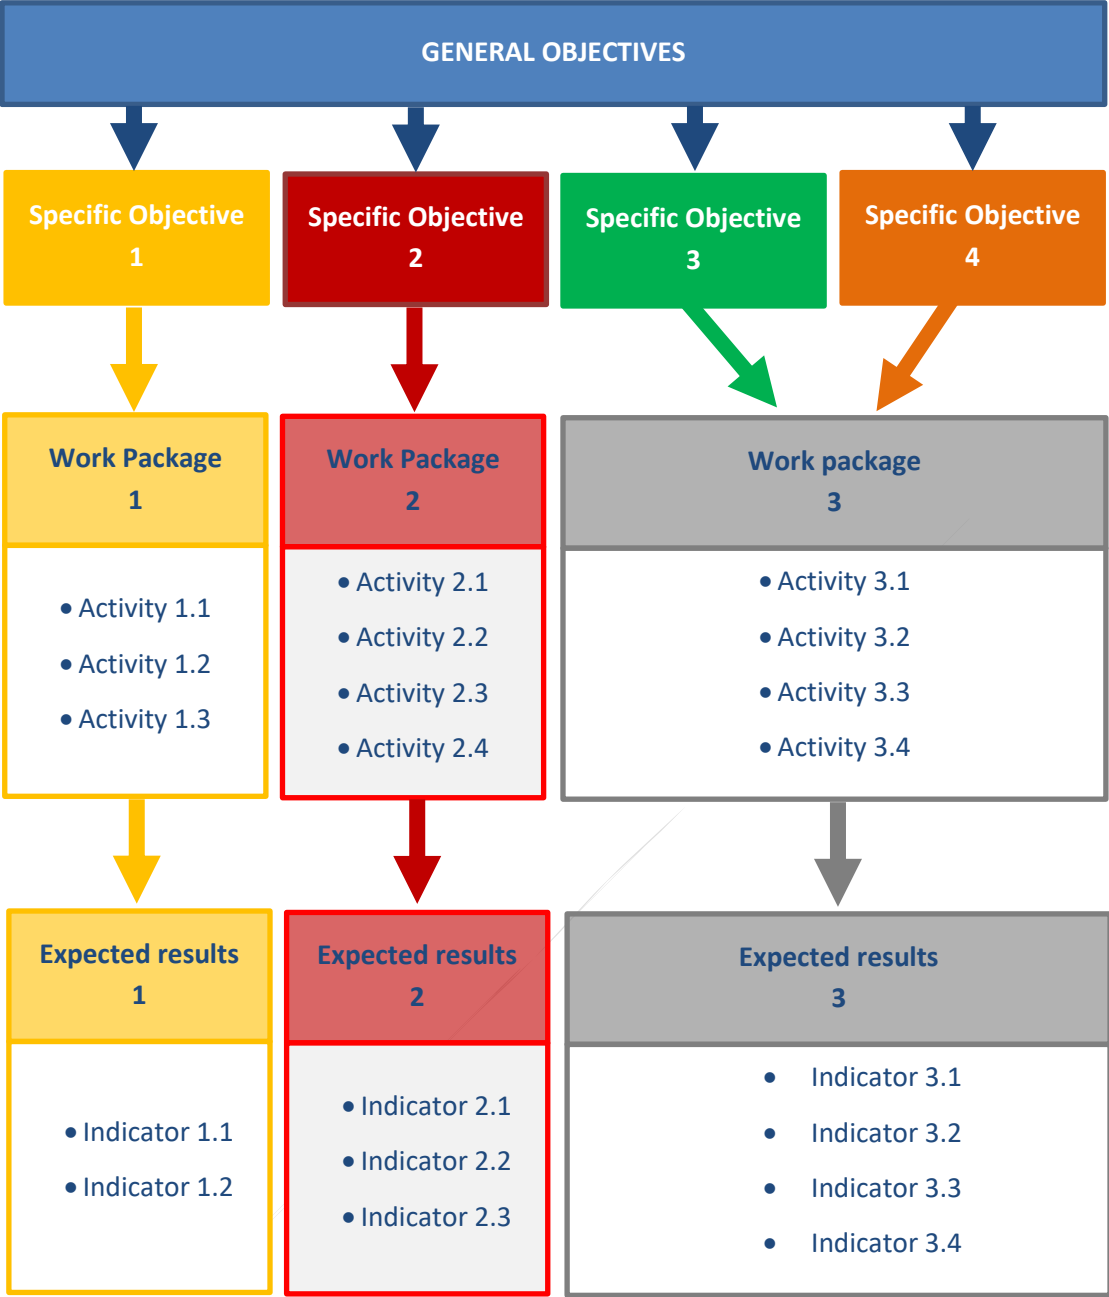 GENERAL OBJECTIVES
Specific Objective
1
Specific Objective
2
Specific Objective
3
Specific Objective
4
Work Package
1
• Activity 1.1
• Activity 1.2
• Activity 1.3
Work Package
2
• Activity 2.1
• Activity 2.2
• Activity 2.3
• Activity 2.4
Work package
3
• Activity 3.1
• Activity 3.2
• Activity 3.3
• Activity 3.4
Expected results
1
• Indicator 1.1
• Indicator 1.2
Expected results
2
• Indicator 2.1
• Indicator 2.2
• Indicator 2.3
Expected results
3
• Indicator 3.1
• Indicator 3.2
• Indicator 3.3
• Indicator 3.4